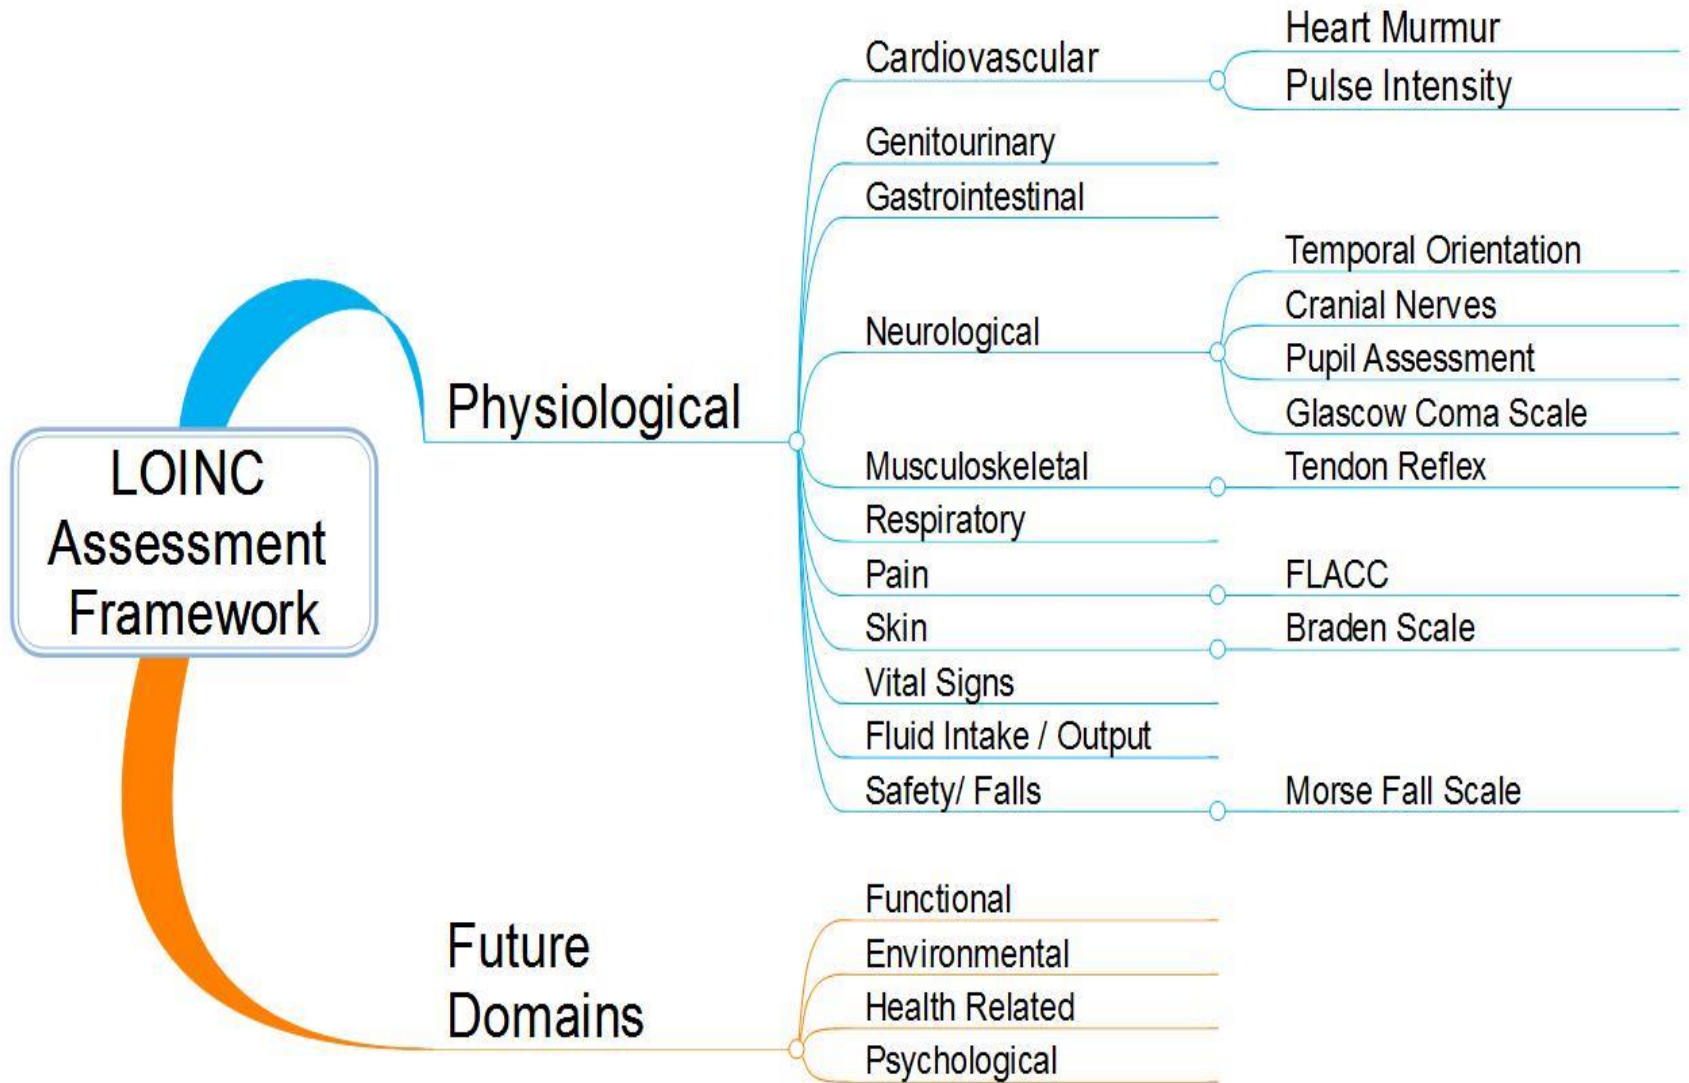 LOINC
Assessment
Framework
Physiological
Cardiovascular
Heart Murmur
Pulse Intensity
Genitourinary
Gastrointestinal
Neurological
Temporal Orientation
Cranial Nerves
Pupil Assessment
Glascow Coma Scale
Musculoskeletal
Tendon Reflex
Respiratory
Pain
FLACC
Skin
Braden Scale
Vital Signs
Fluid Intake / Output
Safety/ Falls
Morse Fall Scale
Future
Domains
Functional
Environmental
Health Related
Psychological